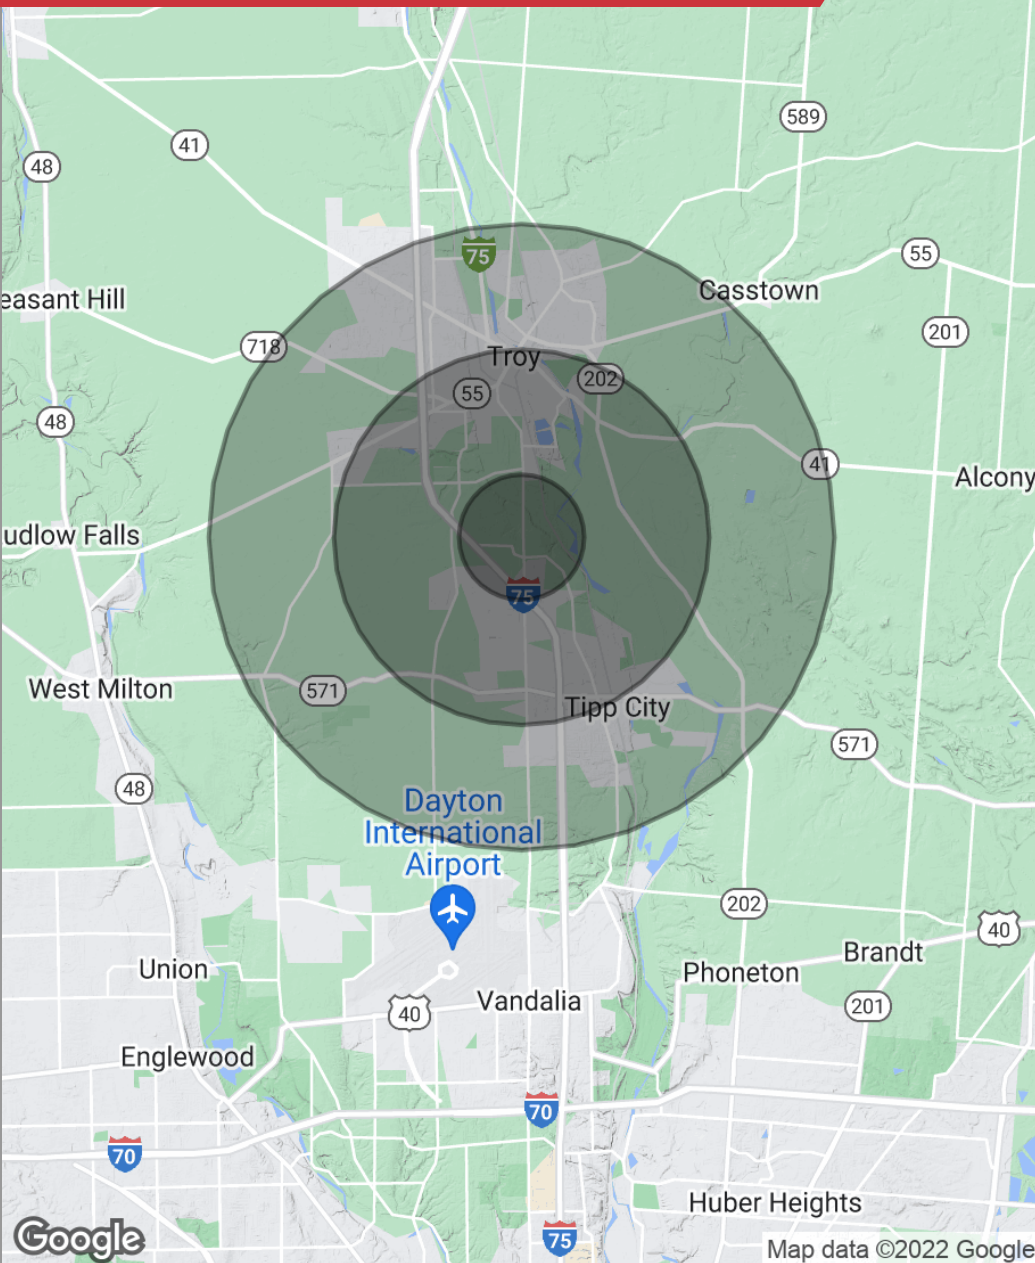 589
41
48
55
75
Casstown
easant Hill
201
718
Troy
202
55
48
41
Alcony
udlow Falls
75
West Milton
571
Tipp City
571
48
Dayton
International
Airport
202
40
Brandt
Union
Phoneton
Vandalia
201
40
Englewood
70
70
Huber Heights
75
Google
Map data ©2022 Google